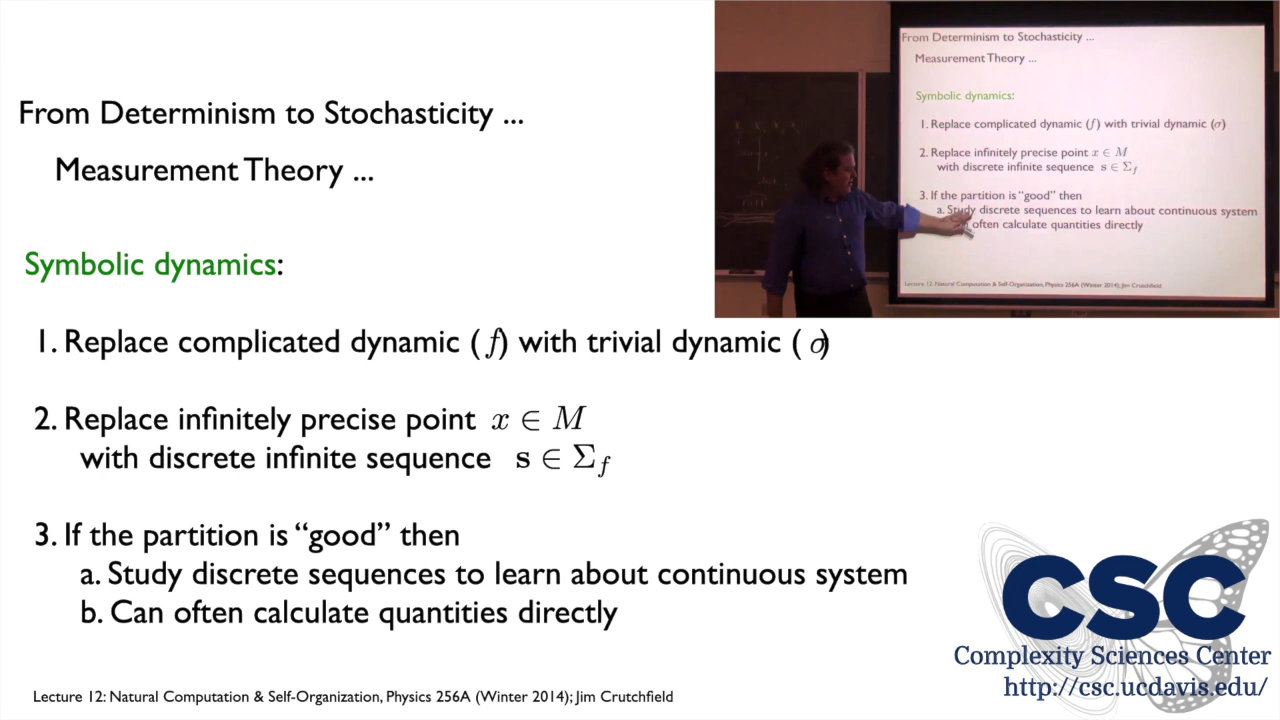 From Determinism to Stochasticity ...
Measurement Theory ...
Symbolic dynamics:
1. Replace complicated dynamic ( f ) with trivial dynamic ( σ )
2. Replace infinitely precise point x ∈ M
with discrete infinite sequence s ∈ Σ_f
3. If the partition is “good” then
a. Study discrete sequences to learn about continuous system
b. Can often calculate quantities directly
Lecture 12: Natural Computation & Self-Organization, Physics 256A (Winter 2014); Jim Crutchfield
From Determinism to Stochasticity ...
Measurement Theory ...
Symbolic dynamics:
1. Replace complicated dynamic (f) with trivial dynamic (σ)
2. Replace infinitely precise point x ∈ M
with discrete infinite sequence s ∈ Σ_f
3. If the partition is “good” then
a. Study discrete sequences to learn about continuous system
often calculate quantities directly
Lecture 12: Natural Computation & Self-Organization, Physics 256A (Winter 2014); Jim Crutchfield
CSC
Complexity Sciences Center
http://csc.ucdavis.edu/